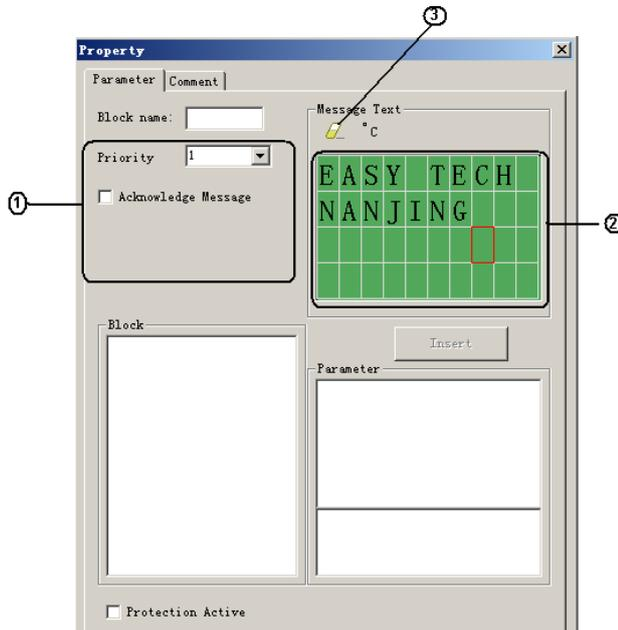 ③
Property
Parameter Comment
Block name:
Message Text
°C
Priority 1
① Acknowledge Message
EASY TECH
NANJING
②
Block
Insert
Parameter
Protection Active